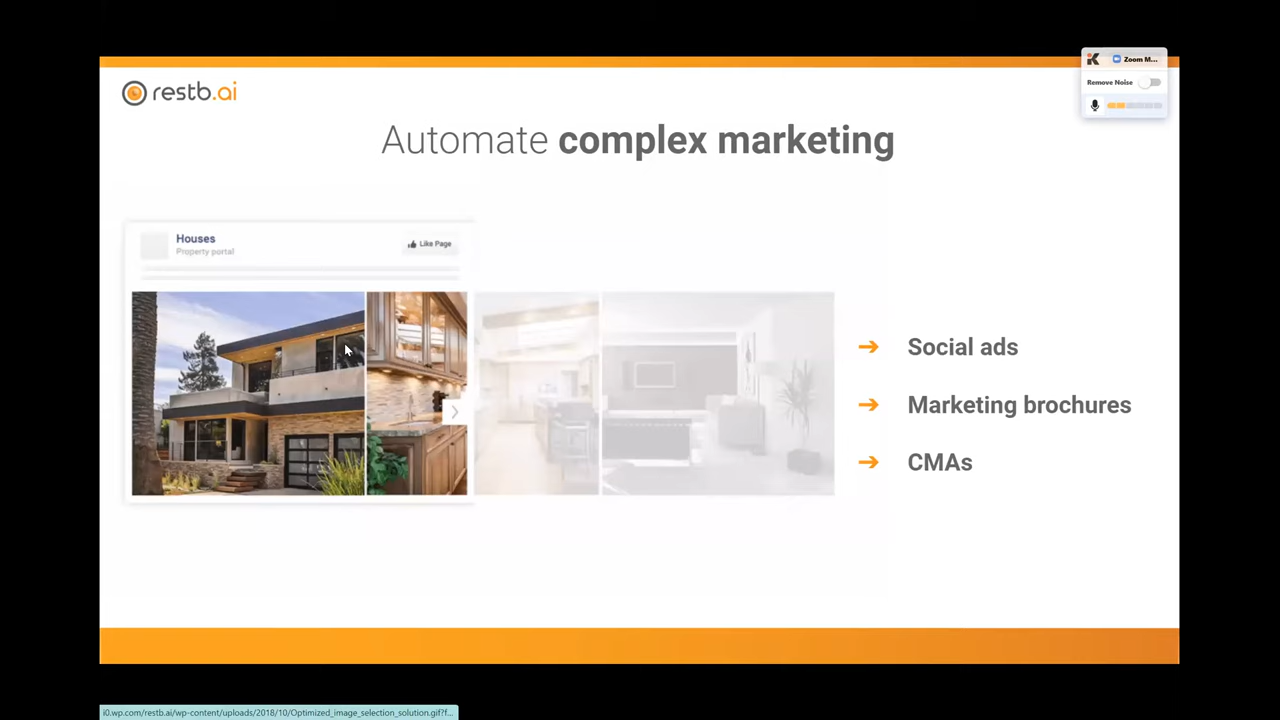 restb.ai
Zoom M...
Remove Noise
Automate complex marketing
Houses
Property portal
Like Page
Social ads
Marketing brochures
CMAs
i0.wp.com/restb.ai/wp-content/uploads/2018/10/Optimized_image_selection_solution.gif?f...